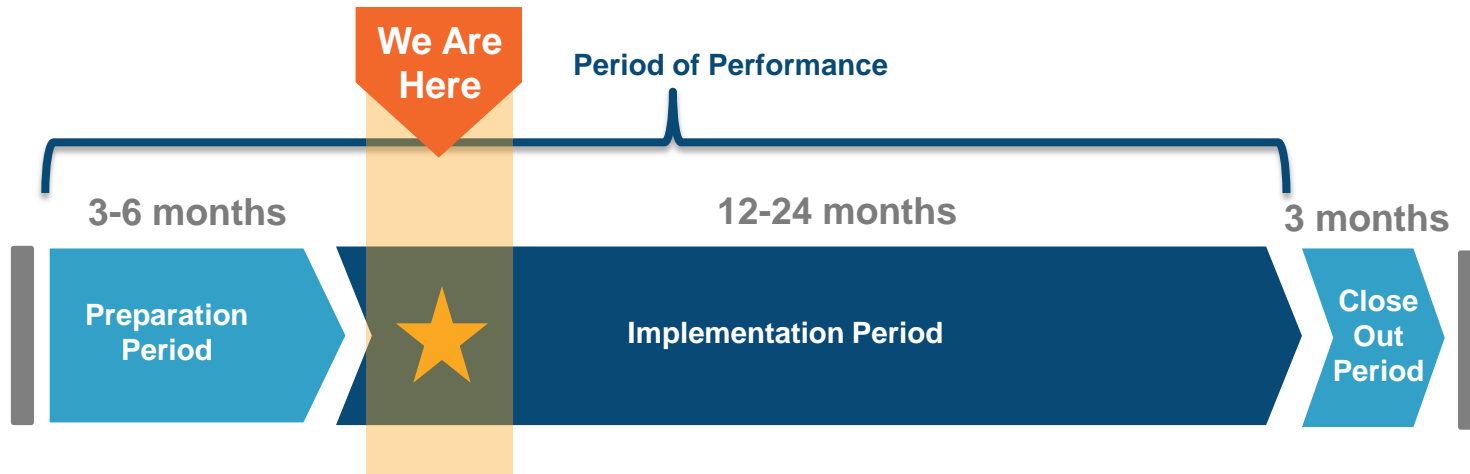 We Are
Here
Period of Performance
3-6 months
12-24 months
3 months
Preparation
Period
Implementation Period
Close
Out
Period